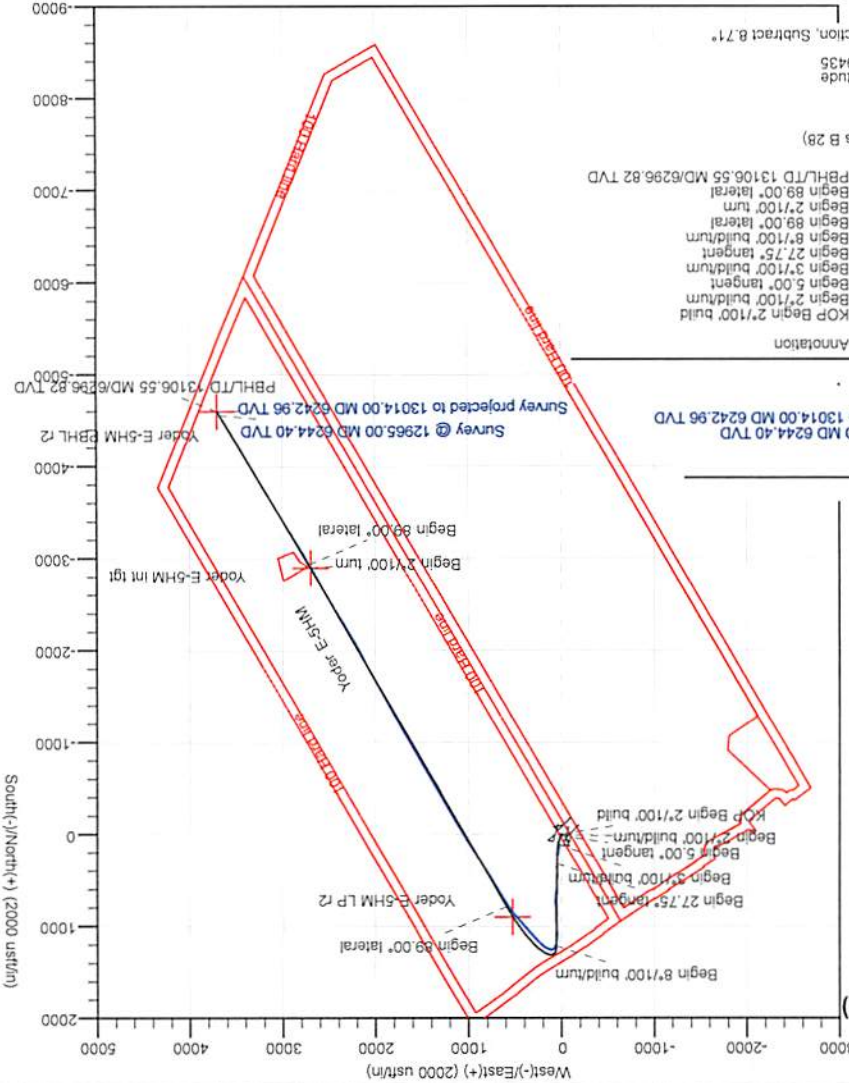 West(-)/East(+) (2000 usft/in)
-3000 -2000 -1000 0 1000 2000 3000 4000 5000
)
2000
1000
0
-1000
-2000
-3000
-4000
-5000
-6000
-7000
-8000
-9000
South(-)/North(+) (2000 usft/in)
Begin 8°/100' build/turn
Begin 89.00° lateral
Yoder E-5HM LP r2
Begin 27.75° tangent
Begin 3°/100' build/turn
Begin 5.00° tangent
Begin 2°/100' build/turn
KOP Begin 2°/100' build
100 Hard line
100 Hard line
Yoder E-5HM
Begin 2°/100' turn
Yoder E-5HM int tgt
Begin 89.00° lateral
Survey @ 12965.00 MD 6244.40 TVD
Yoder E-5HM PBHL r2
Survey projected to 13014.00 MD 6242.96 TVD
PBHL/TD 13106.55 MD/6296.82 TVD
100 Hard line
100 Hard line
MD 6244.40 TVD
13014.00 MD 6242.96 TVD
Annotation
KOP Begin 2°/100' build
Begin 2°/100' build/turn
Begin 5.00° tangent
Begin 3°/100' build/turn
Begin 27.75° tangent
Begin 8°/100' build/turn
Begin 89.00° lateral
Begin 2°/100' turn
Begin 89.00° lateral
PBHL/TD 13106.55 MD/6296.82 TVD
s B 28)
tude
9435
ction, Subtract 8.71°